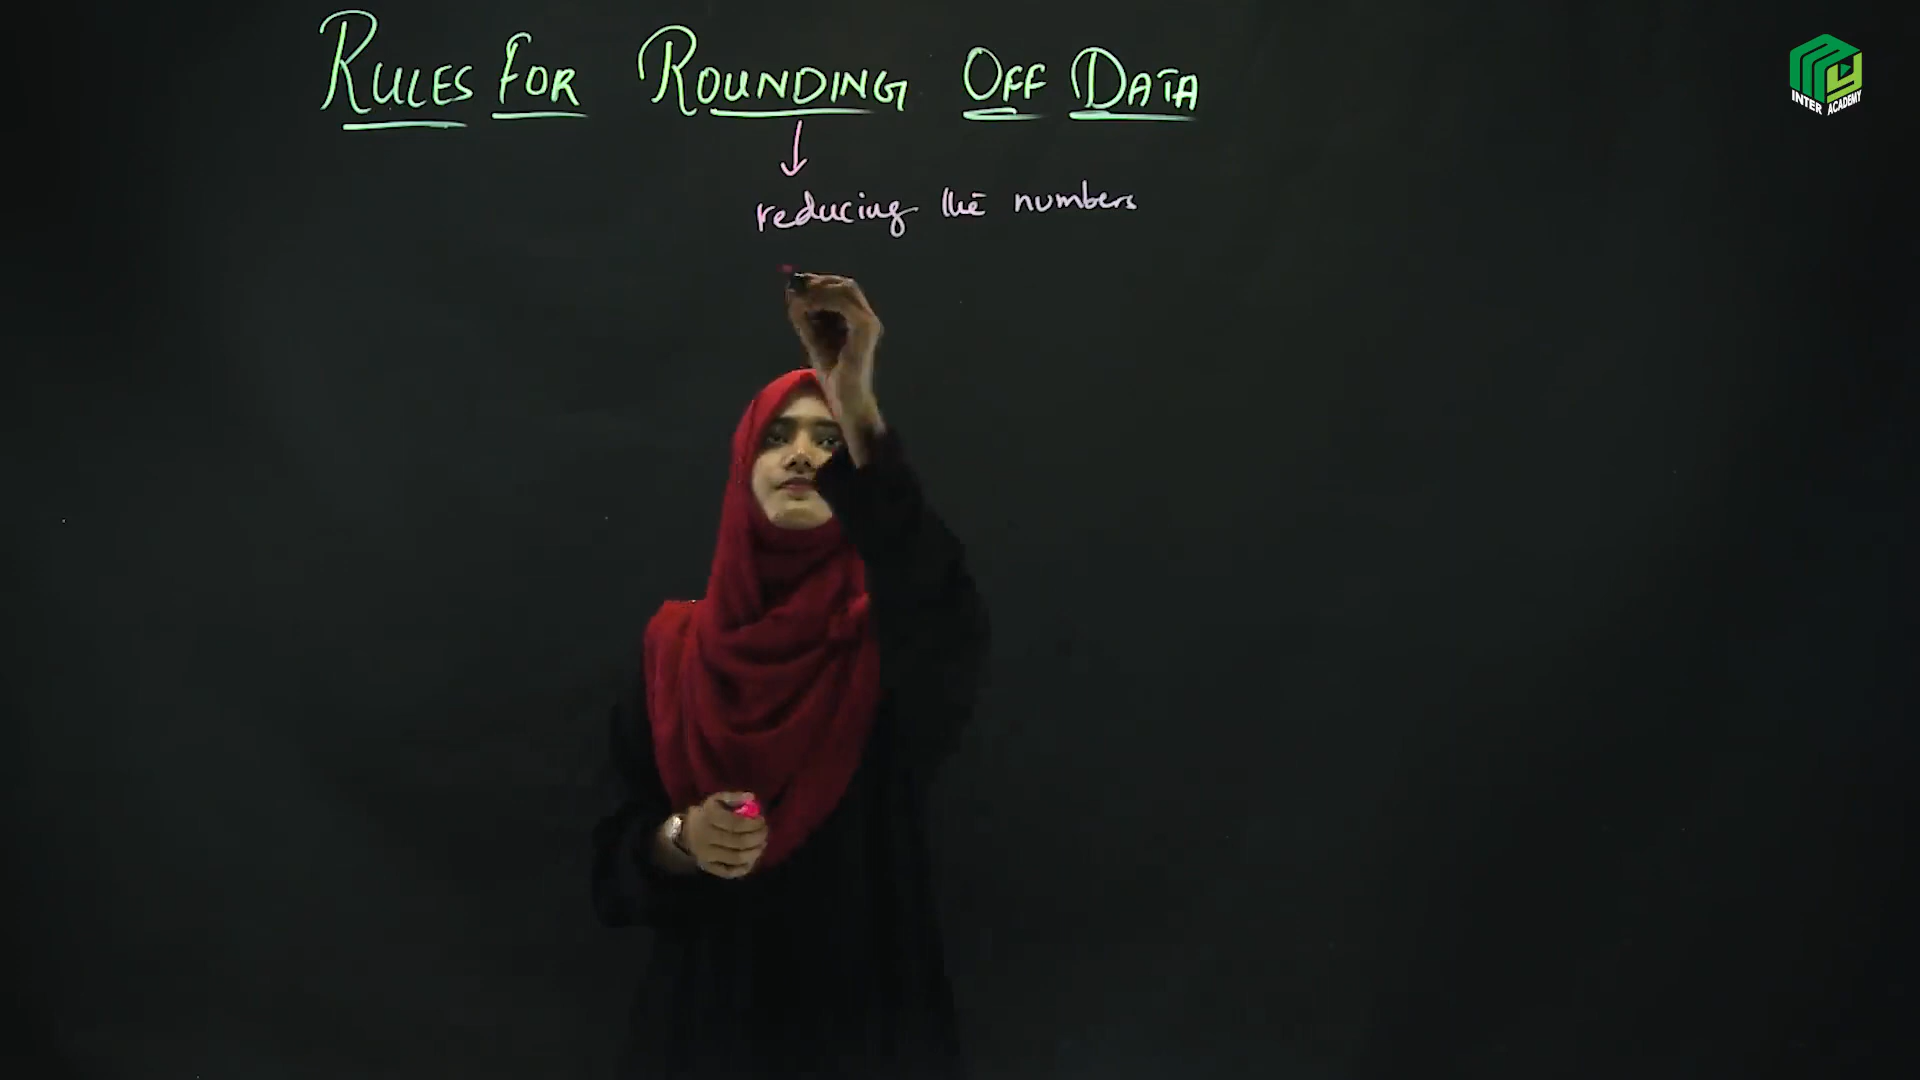 RULES FOR ROUNDING OFF DATA
reducing the numbers
INTER ACADEMY